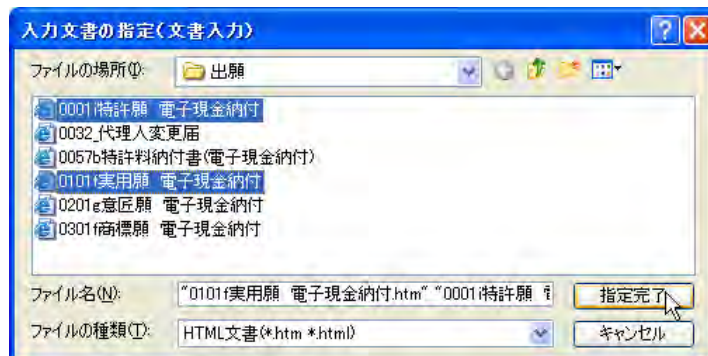 入力文書の指定(文書入力)
ファイルの場所(I):
出願
0001i特許願　電子現金納付
0032_代理人変更届
0057b特許料納付書(電子現金納付)
0101f実用願　電子現金納付
0201g意匠願　電子現金納付
0301f商標願　電子現金納付
ファイル名(N):
"0101f実用願　電子現金納付.htm" "0001i特許願　電
指定完了
ファイルの種類(T):
HTML文書(*.htm *.html)
キャンセル